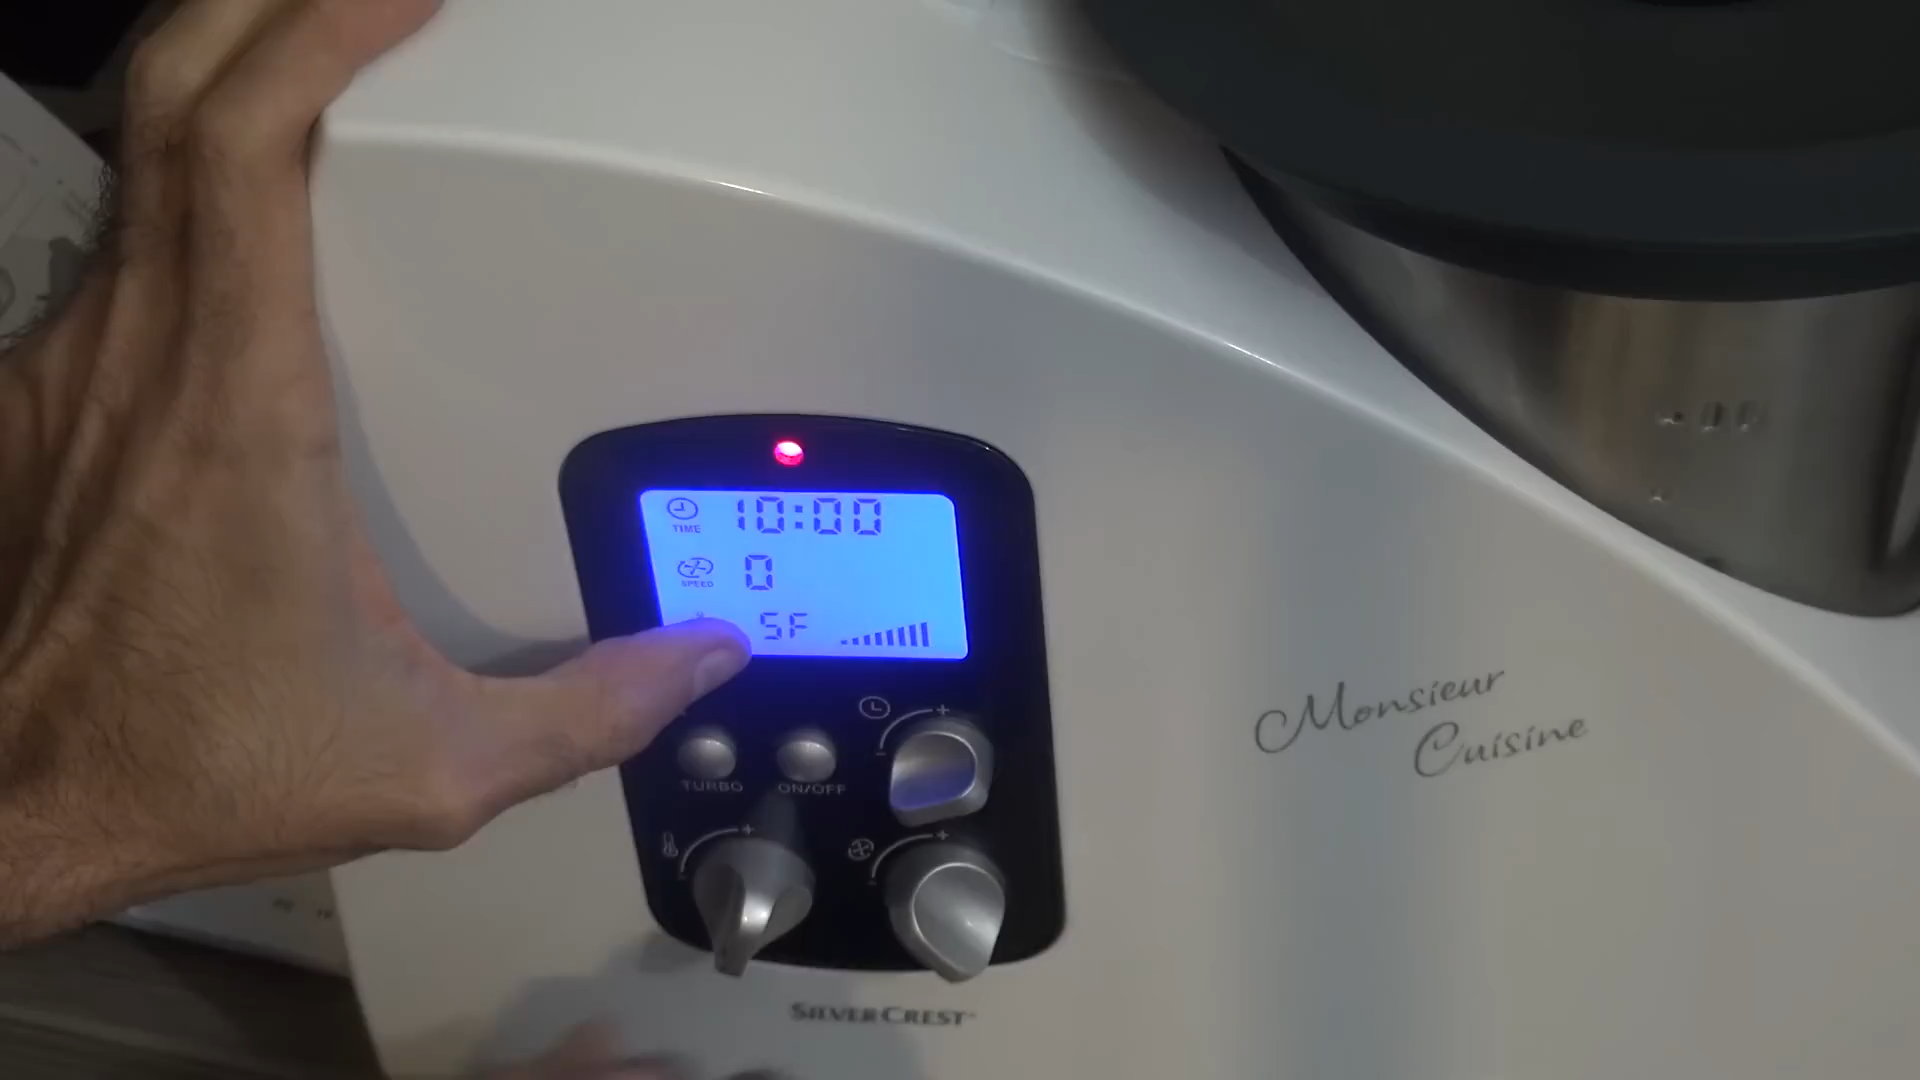 TIME 10:00
SPEED 0
SF
TURBO ON/OFF
+
-
+
-
+
-
SILVERCREST
Monsieur
Cuisine